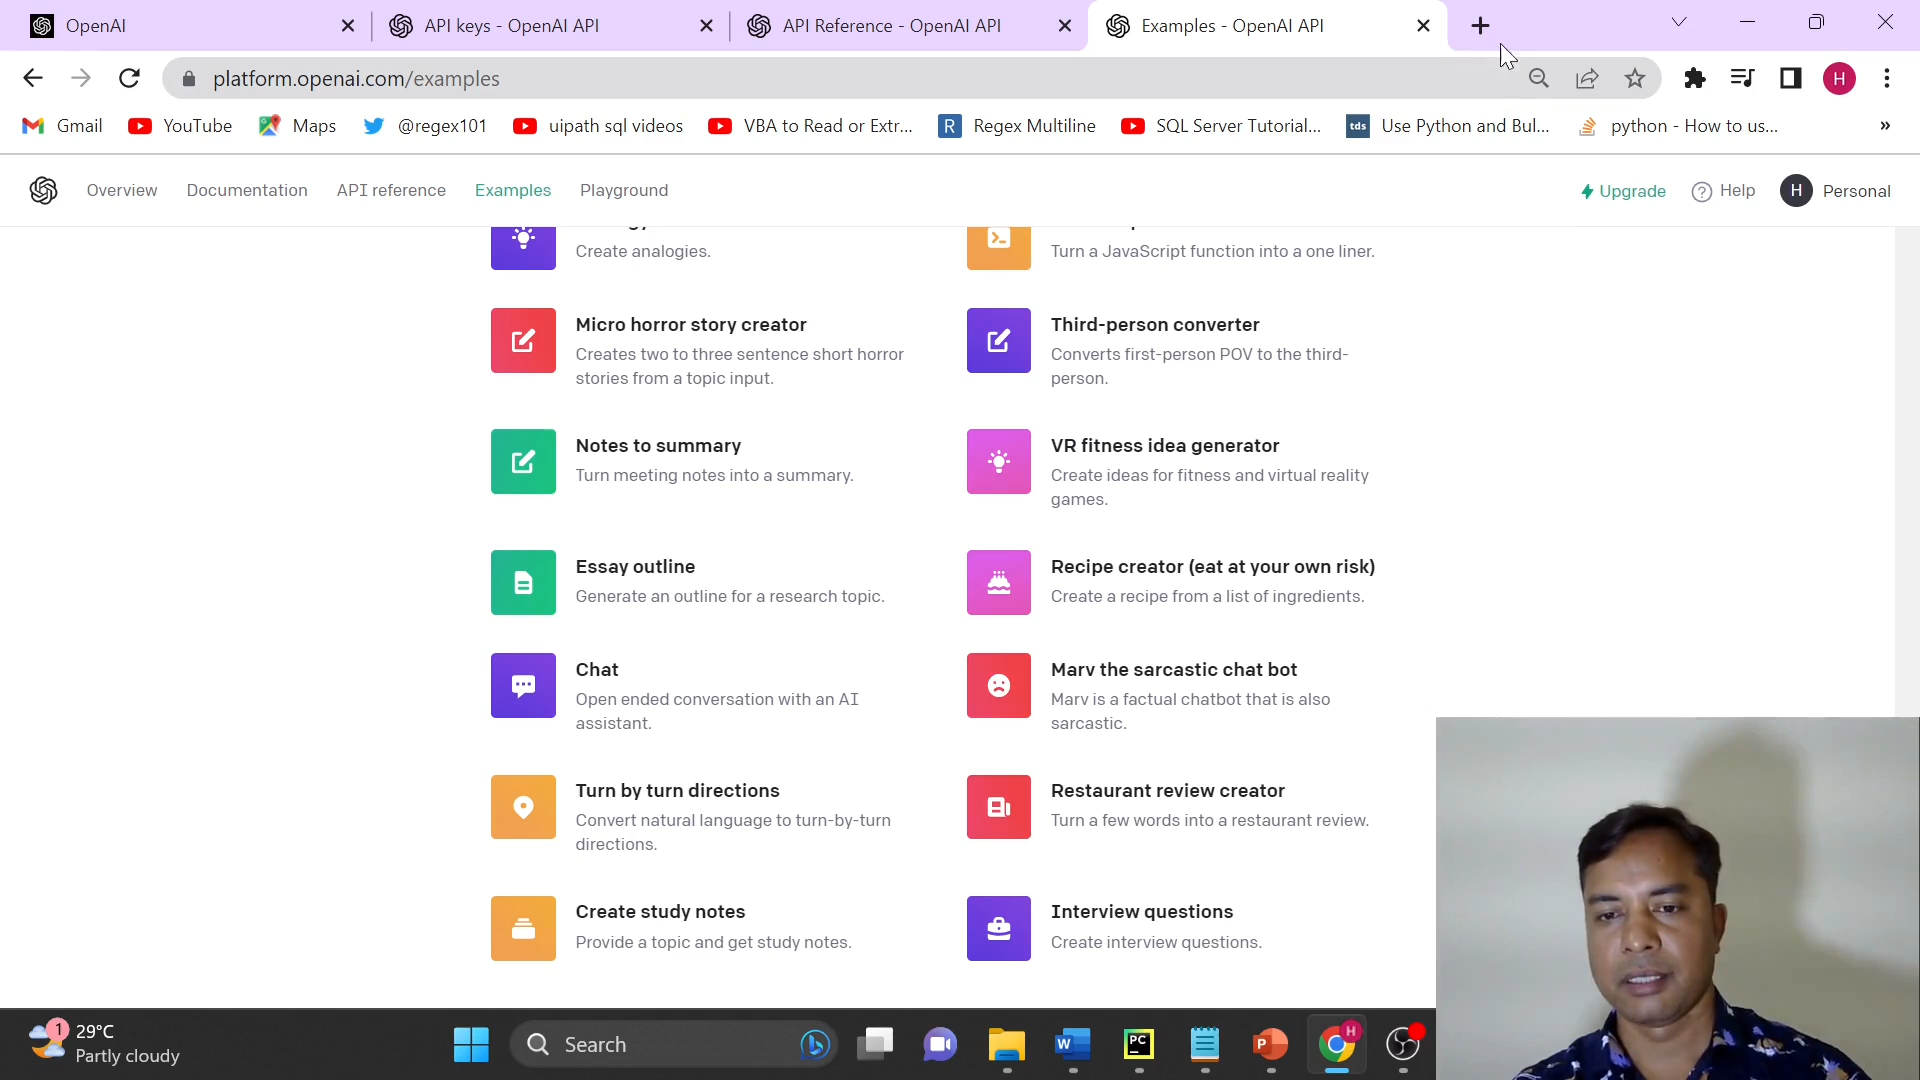 OpenAI
API keys - OpenAI API
API Reference - OpenAI API
Examples - OpenAI API
platform.openai.com/examples
H
Gmail
YouTube
Maps
@regex101
uipath sql videos
VBA to Read or Extr...
R
Regex Multiline
SQL Server Tutorial...
tds
Use Python and Bul...
python - How to us...
»
Overview
Documentation
API reference
Examples
Playground
Upgrade
? Help
H
Personal
Create analogies.
Turn a JavaScript function into a one liner.
Micro horror story creator
Creates two to three sentence short horror
stories from a topic input.
Third-person converter
Converts first-person POV to the third-
person.
Notes to summary
Turn meeting notes into a summary.
VR fitness idea generator
Create ideas for fitness and virtual reality
games.
Essay outline
Generate an outline for a research topic.
Recipe creator (eat at your own risk)
Create a recipe from a list of ingredients.
Chat
Open ended conversation with an AI
assistant.
Marv the sarcastic chat bot
Marv is a factual chatbot that is also
sarcastic.
Turn by turn directions
Convert natural language to turn-by-turn
directions.
Restaurant review creator
Turn a few words into a restaurant review.
Create study notes
Provide a topic and get study notes.
Interview questions
Create interview questions.
1
29°C
Partly cloudy
Search
W
PC
P
H